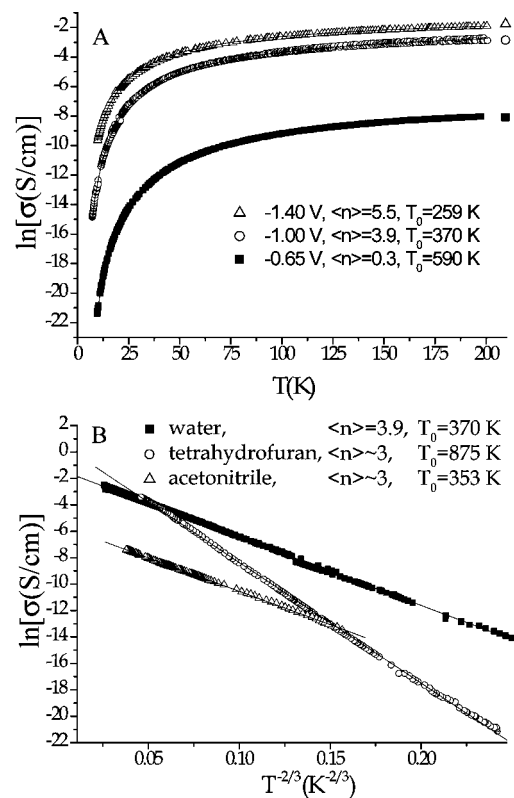 A
ln[σ(S/cm)]
-2
-4
-6
-8
-10
-12
-14
-16
-18
-20
-22
△ -1.40 V, <n>=5.5, T₀=259 K
○ -1.00 V, <n>=3.9, T₀=370 K
■ -0.65 V, <n>=0.3, T₀=590 K
0 25 50 75 100 125 150 175 200
T(K)
B
■ water, <n>=3.9, T₀=370 K
○ tetrahydrofuran, <n>~3, T₀=875 K
△ acetonitrile, <n>~3, T₀=353 K
ln[σ(S/cm)]
2
0
-2
-4
-6
-8
-10
-12
-14
-16
-18
-20
-22
0.05 0.10 0.15 0.20
T⁻²ᐟ³(K⁻²ᐟ³)